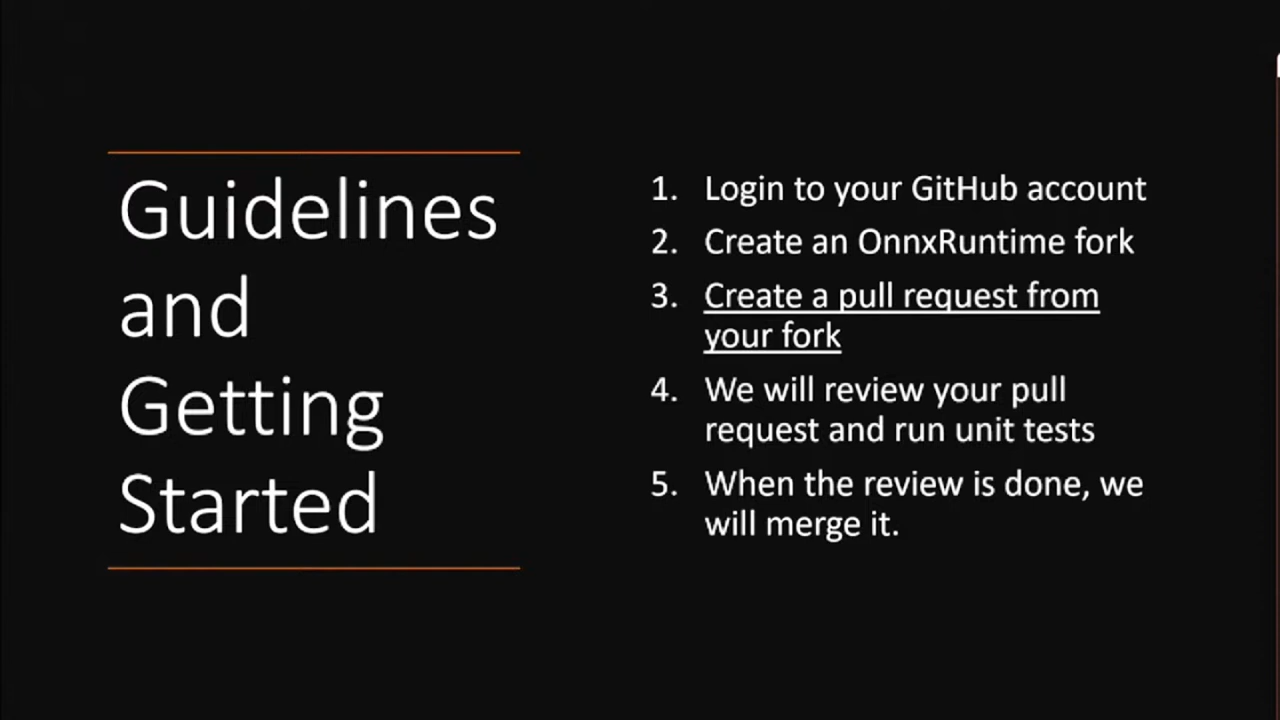 Guidelines
and
Getting
Started
1. Login to your GitHub account
2. Create an OnnxRuntime fork
3. Create a pull request from
your fork
4. We will review your pull
request and run unit tests
5. When the review is done, we
will merge it.